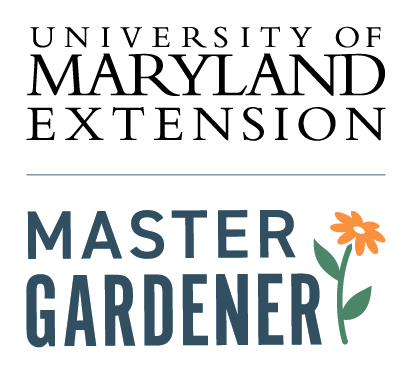 UNIVERSITY OF
MARYLAND
EXTENSION
MASTER
GARDENER